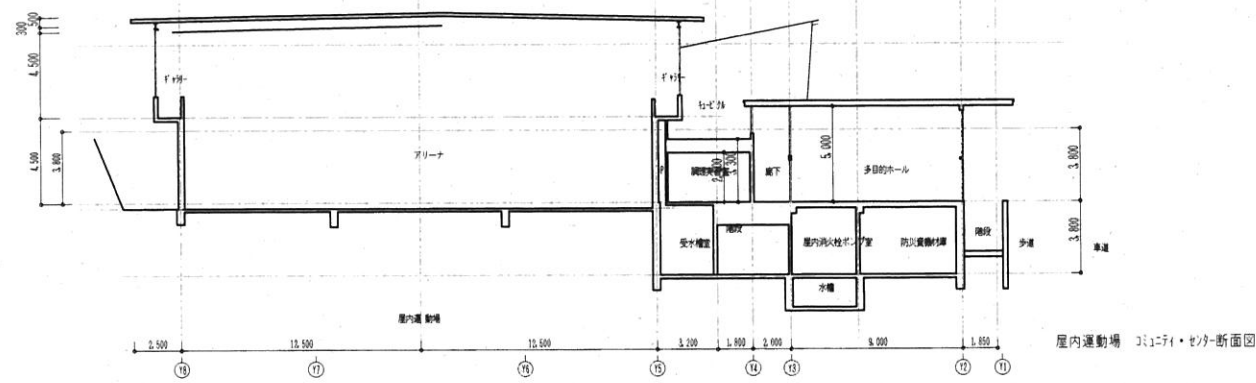 500
300
4,500
4,500
3,800
ギャラリー
ギャラリー
キュービクル
アリーナ
P
廊下
5,000
多目的ホール
3,800
受水槽室
階段
屋内消火栓ポンプ室
防災資機材庫
階段
歩道
車道
3,800
水槽
屋内運動場
2,500
12,500
12,500
3,200
1,800
2,000
9,000
1,850
Y8
Y7
Y6
Y5
Y4
Y3
Y2
Y1
屋内運動場 コミュニティ・センター断面図